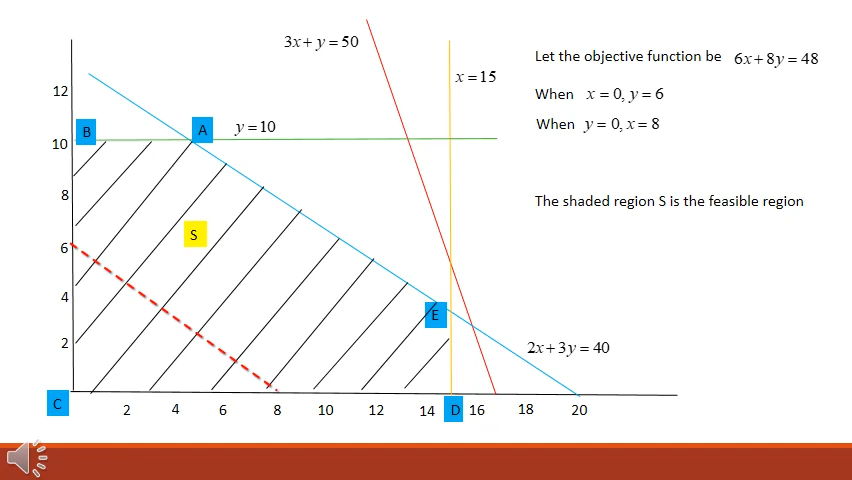 3x + y = 50
x = 15
Let the objective function be 6x + 8y = 48
When x = 0, y = 6
When y = 0, x = 8
The shaded region S is the feasible region
12
10
8
6
4
2
B
A
y = 10
S
E
2x + 3y = 40
C
2
4
6
8
10
12
14
D
16
18
20